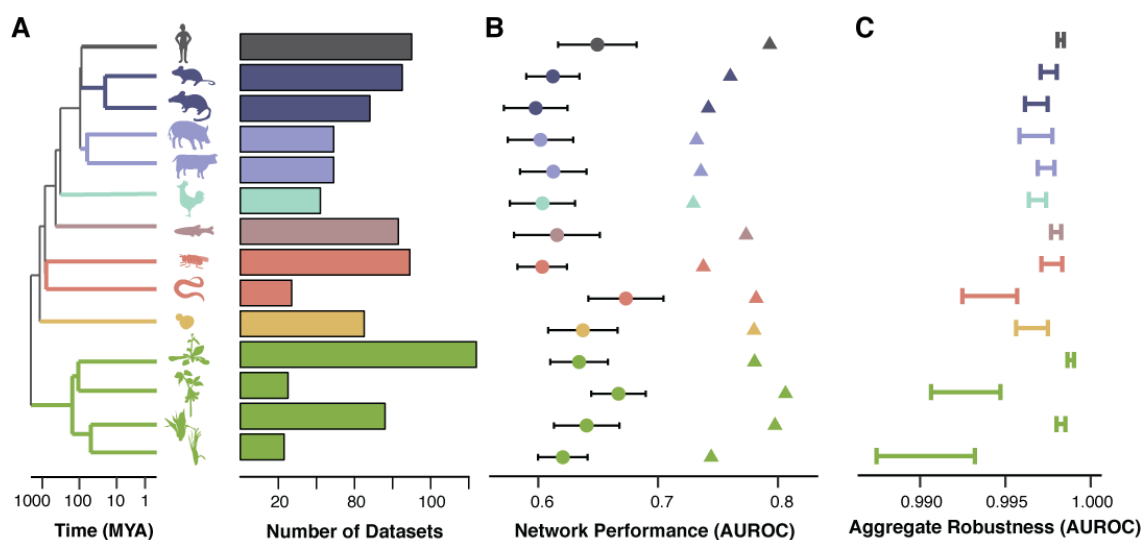 A
B
C
1000 100 10 1
20 80 100
0.6 0.7 0.8
0.990 0.995 1.000
Time (MYA)
Number of Datasets
Network Performance (AUROC)
Aggregate Robustness (AUROC)